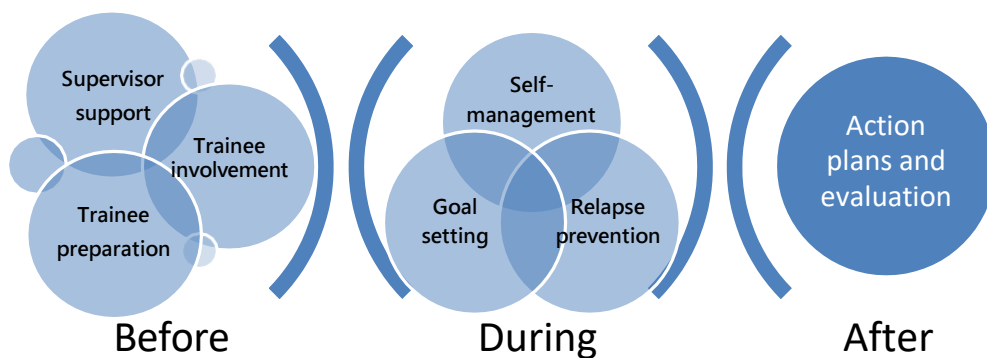 Supervisor
support
Trainee
involvement
Trainee
preparation
Before
Self-
management
Goal
setting
Relapse
prevention
During
Action
plans and
evaluation
After